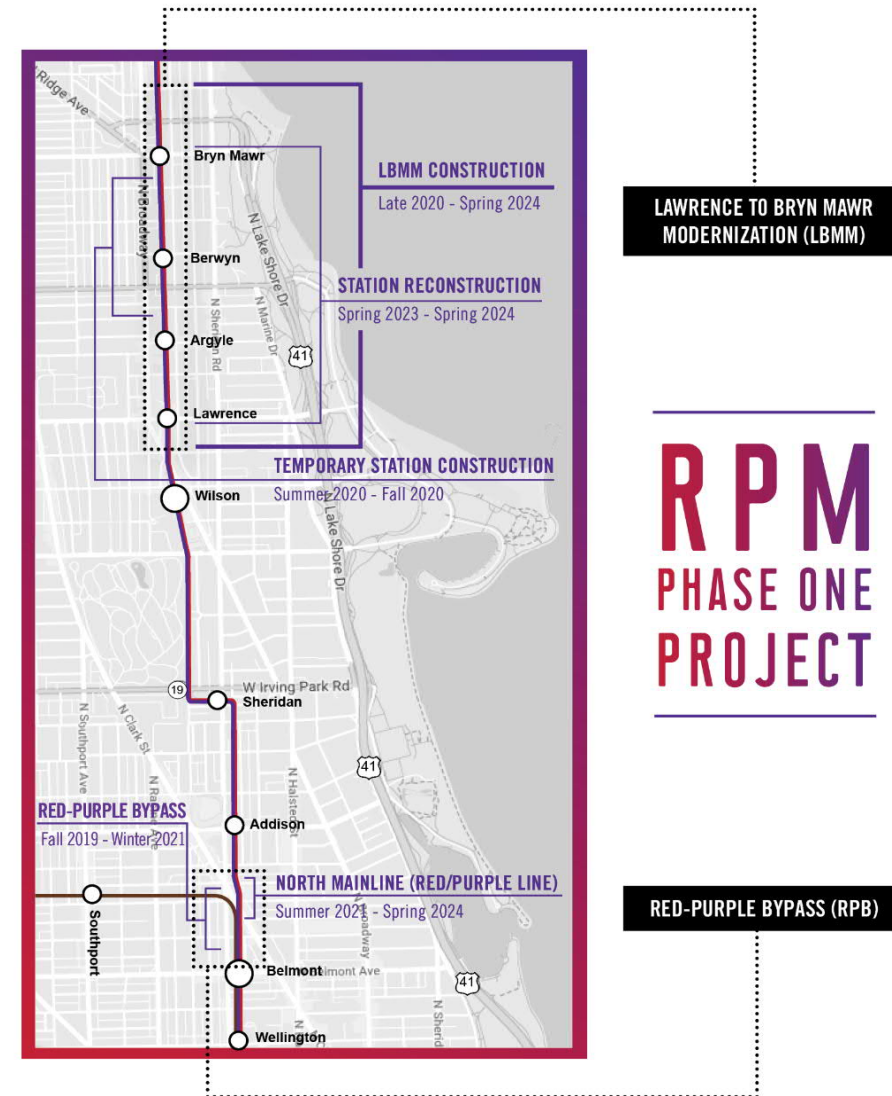 N Ridge Ave
Bryn Mawr
N Broadway
LBMM CONSTRUCTION
Late 2020 - Spring 2024
LAWRENCE TO BRYN MAWR
MODERNIZATION (LBMM)
N Lake Shore Dr
Berwyn
STATION RECONSTRUCTION
Spring 2023 - Spring 2024
N Sheridan Rd
N Marine Dr
Argyle
41
Lawrence
TEMPORARY STATION CONSTRUCTION
Summer 2020 - Fall 2020
Wilson
N Lake Shore Dr
RPM
PHASE ONE
PROJECT
19
W Irving Park Rd
Sheridan
N Southport Ave
N Clark St
41
N Halsted St
RED-PURPLE BYPASS
Fall 2019 - Winter 2021
Addison
NORTH MAINLINE (RED/PURPLE LINE)
Summer 2021 - Spring 2024
N Broadway
Southport
RED-PURPLE BYPASS (RPB)
Belmont
Belmont Ave
41
N Sherid
Wellington